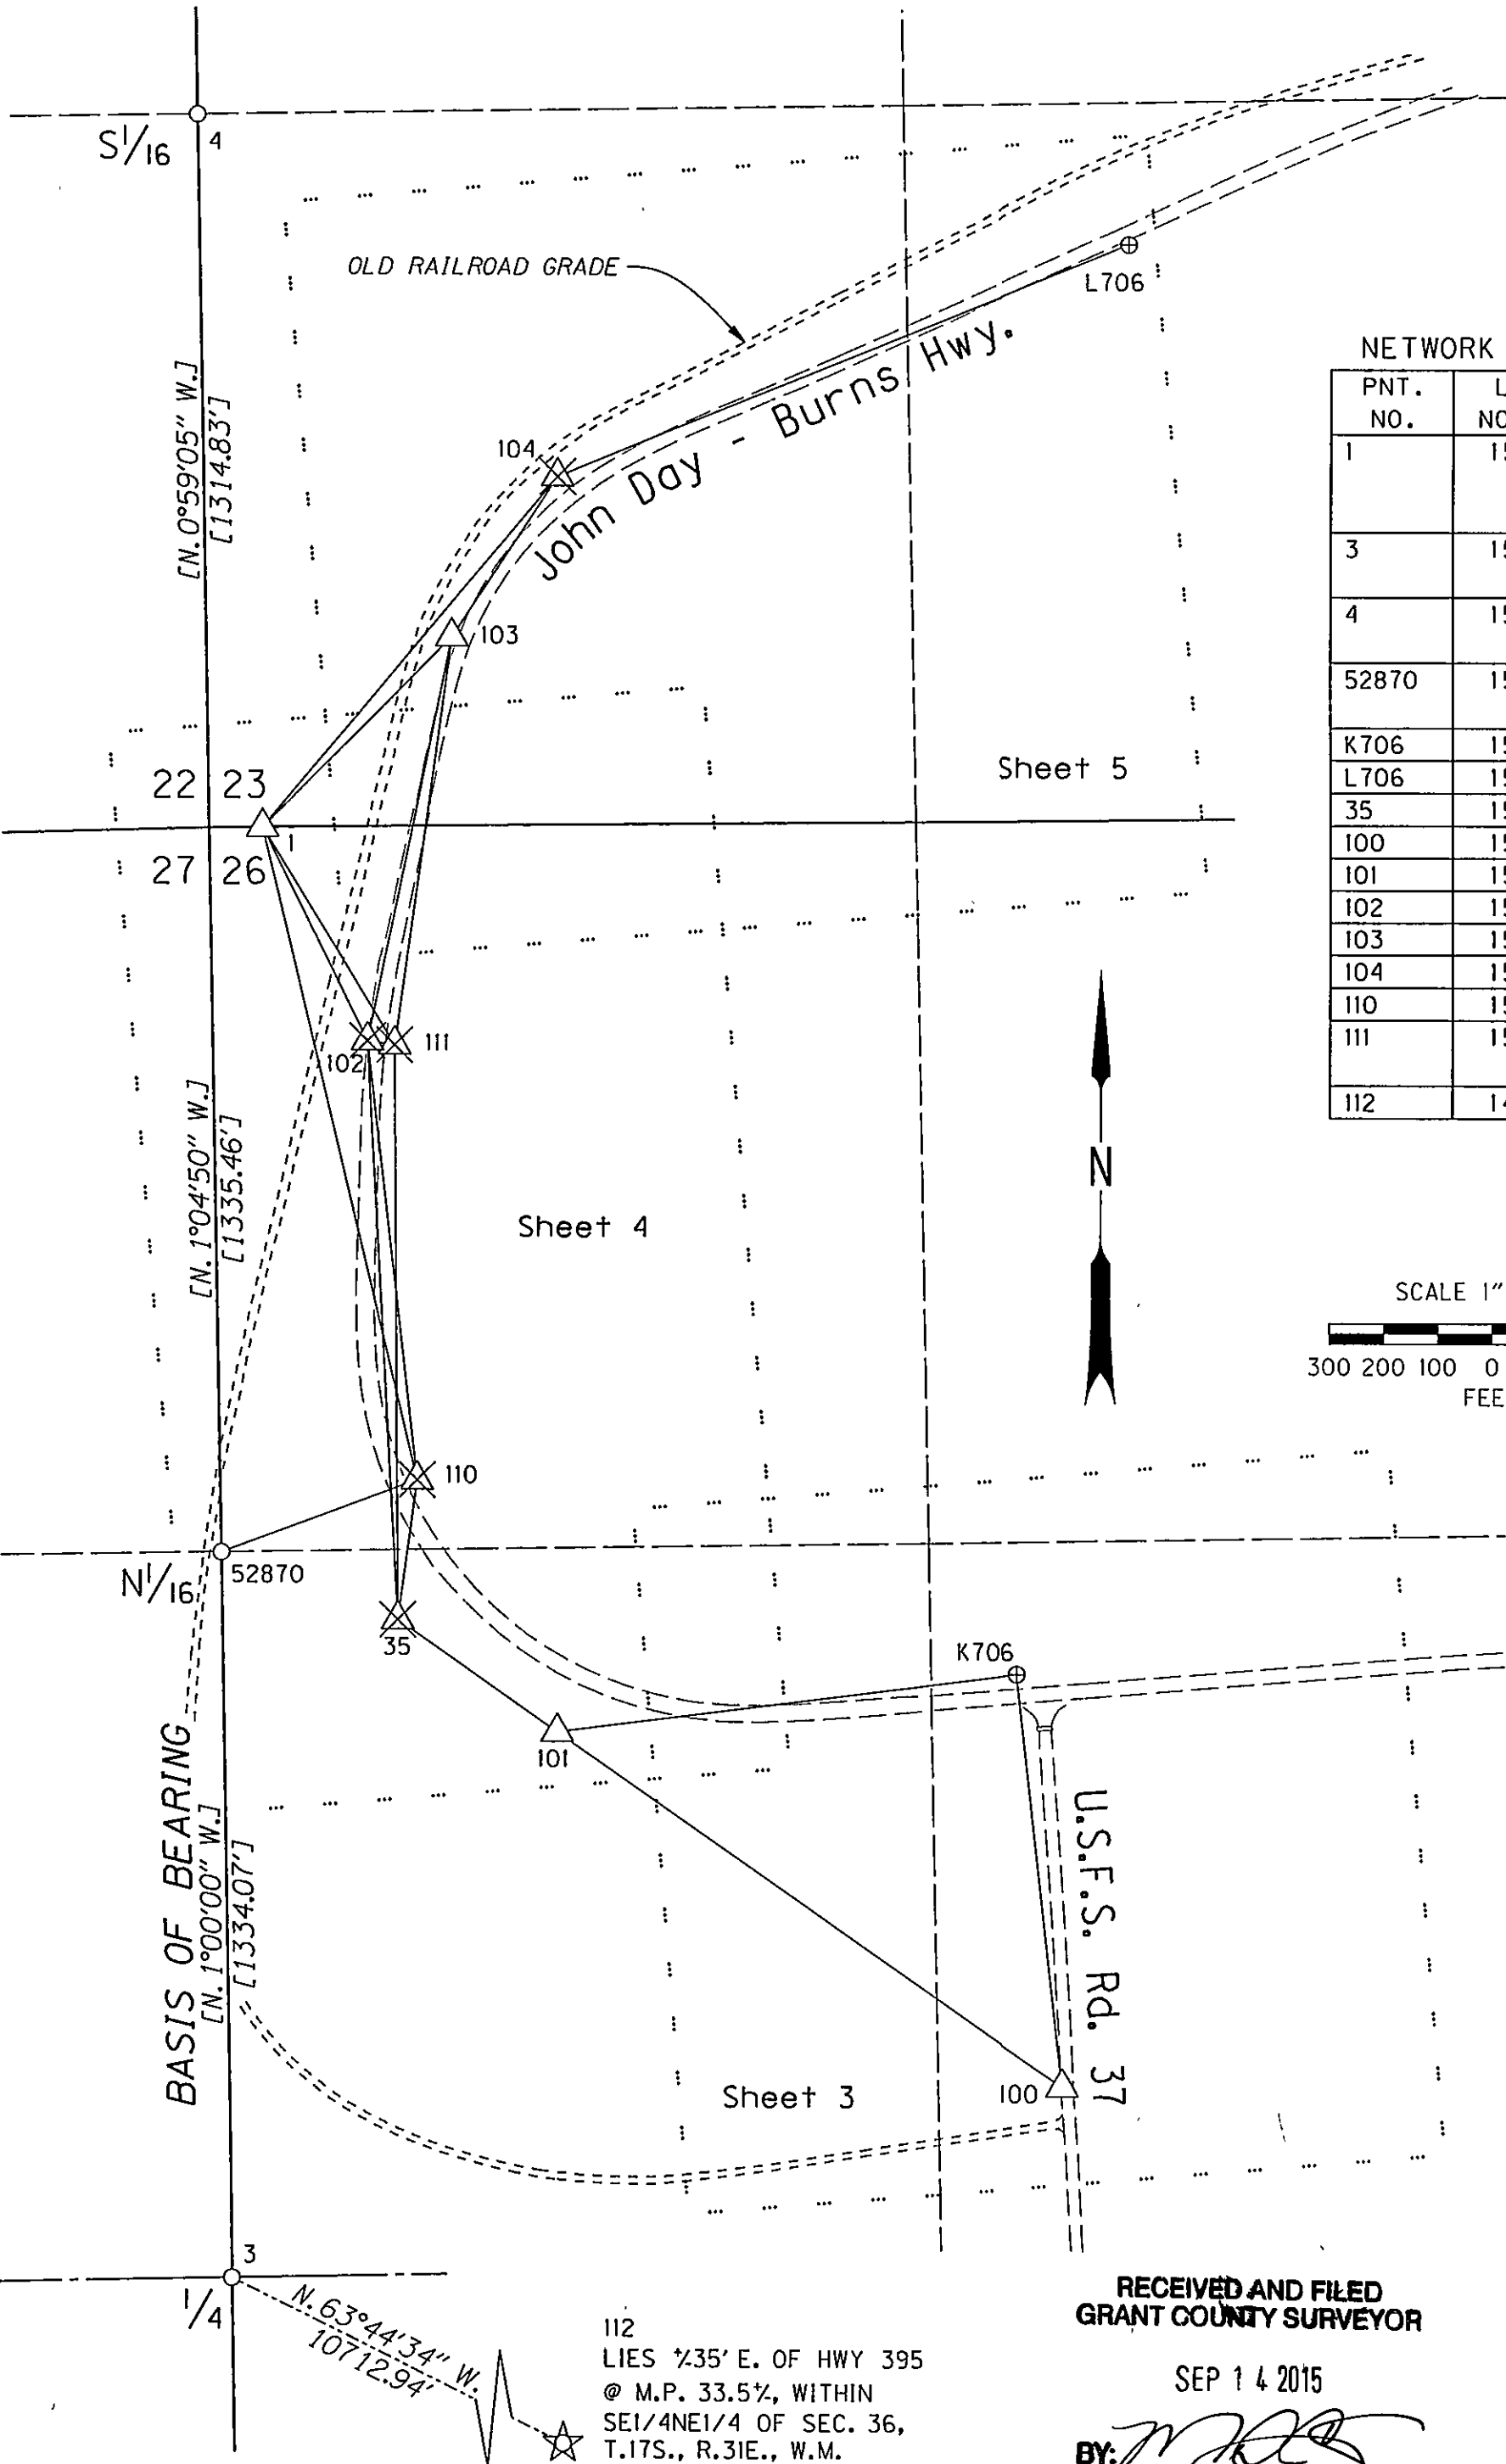 S1/16
4
OLD RAILROAD GRADE
L706
[N. 0°59'05" W.]
[1314.83']
John Day - Burns Hwy.
104
103
NETWORK
PNT. NO.
1
3
4
52870
K706
L706
35
100
101
102
103
104
110
111
112
22 23
27 26
1
Sheet 5
102
111
[N. 1°04'50" W.]
[1335.46']
Sheet 4
N
SCALE 1"
300 200 100 0
FEE
110
N1/16
52870
35
K706
101
BASIS OF BEARING
[N. 1°00'00" W.]
[1334.07']
U.S.F.S. Rd. 37
Sheet 3
100
3
1/4
N. 63°44'34" W.
10712.94'
112
LIES ±35' E. OF HWY 395
@ M.P. 33.5±, WITHIN
SE1/4NE1/4 OF SEC. 36,
T.17S., R.31E., W.M.
RECEIVED AND FILED
GRANT COUNTY SURVEYOR
SEP 14 2015
BY: